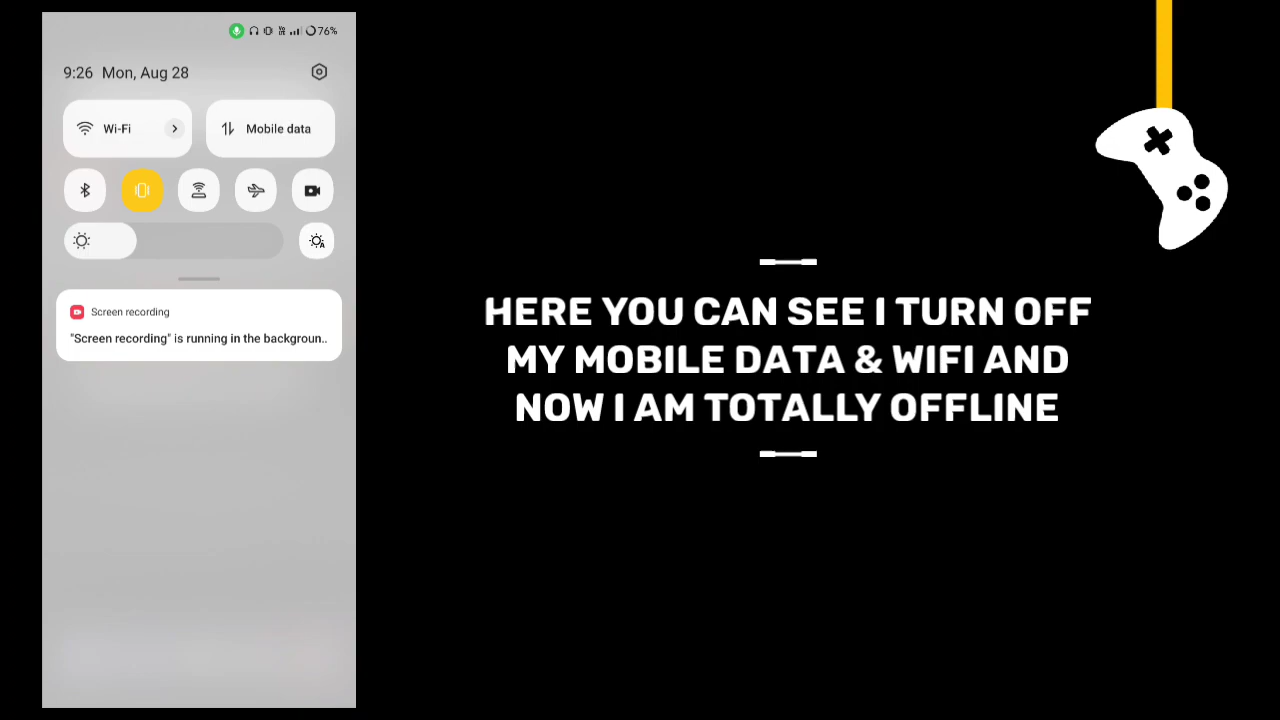 76%
9:26 Mon, Aug 28
Wi-Fi
Mobile data
Screen recording
"Screen recording" is running in the backgroun..
HERE YOU CAN SEE I TURN OFF
MY MOBILE DATA & WIFI AND
NOW I AM TOTALLY OFFLINE